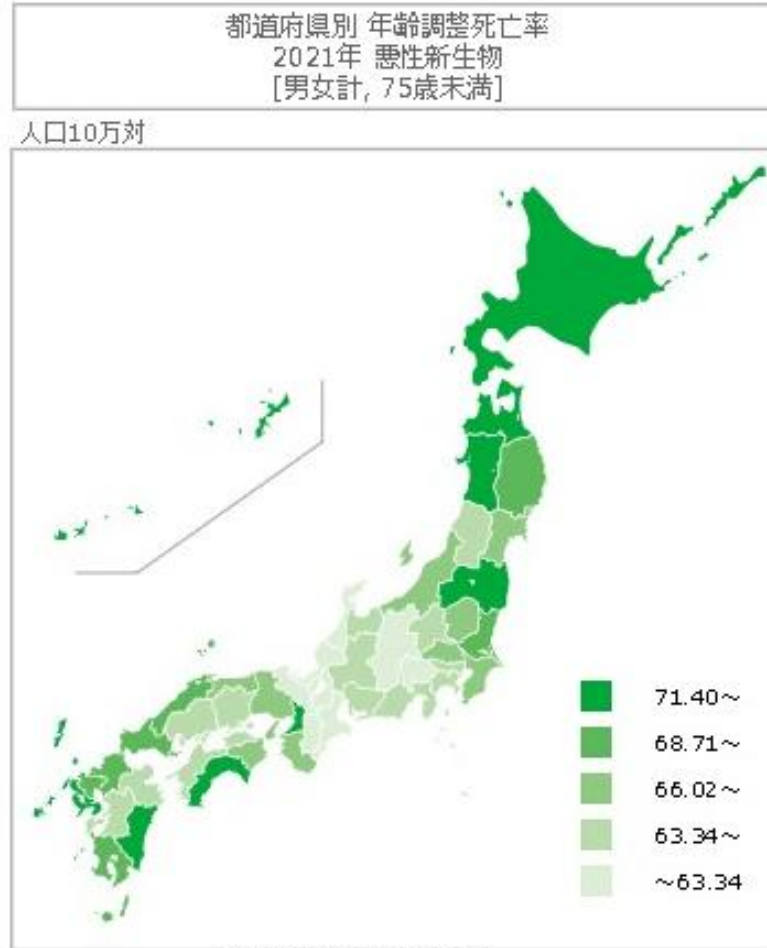 都道府県別 年齢調整死亡率
2021年 悪性新生物
[男女計, 75歳未満]
人口10万対
71.40～
68.71～
66.02～
63.34～
～63.34